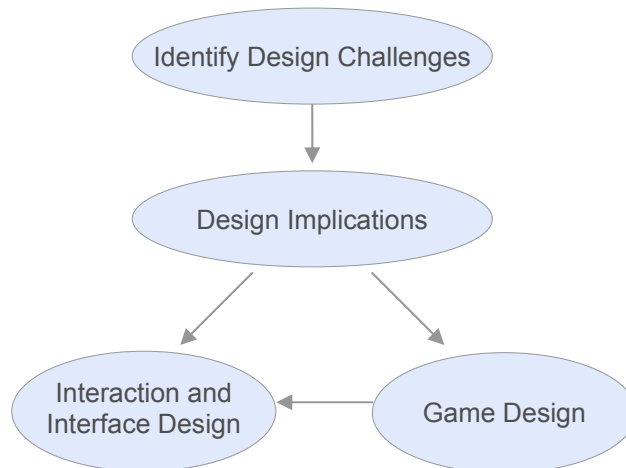 Identify Design Challenges
Design Implications
Interaction and
Interface Design
Game Design